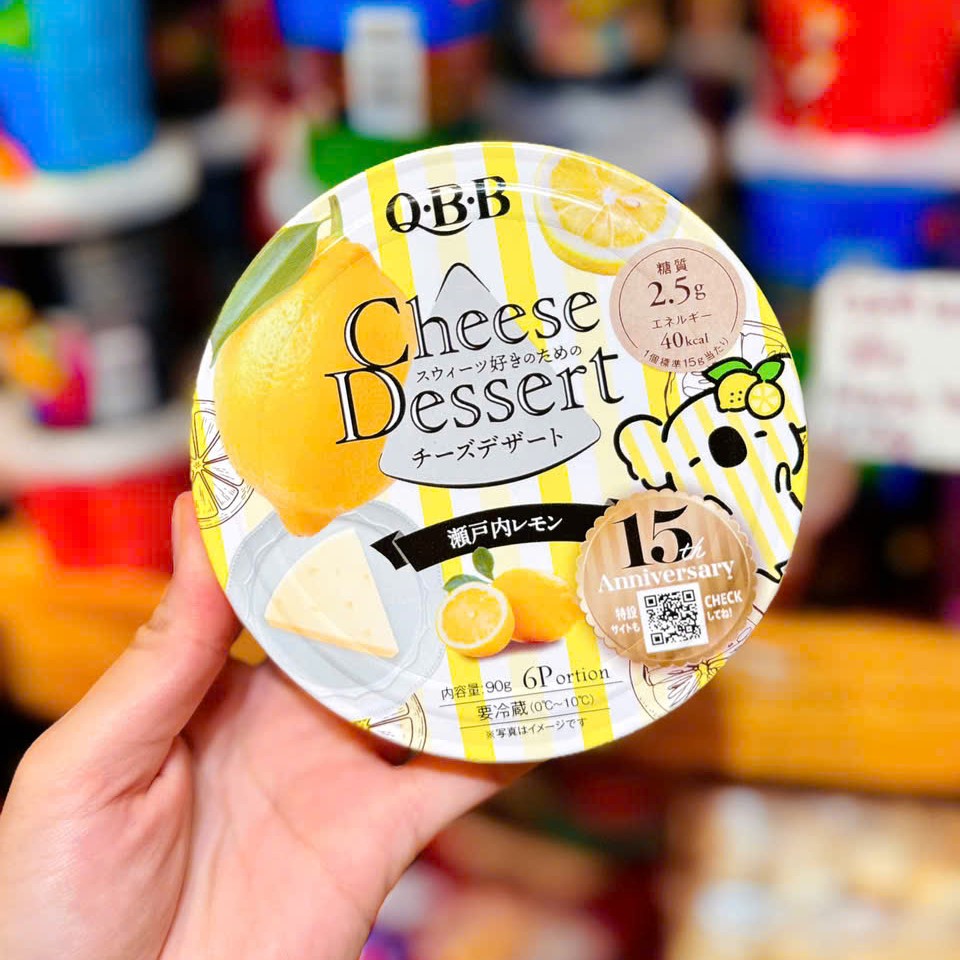 Q·B·B
Cheese
スウィーツ好きのための
Dessert
チーズデザート
糖質
2.5g
エネルギー
40kcal
1個標準15g当たり
瀬戸内レモン
15th
Anniversary
特設
サイトも
CHECK
してね!
内容量:90g 6Portion
要冷蔵(0℃~10℃)
※写真はイメージです